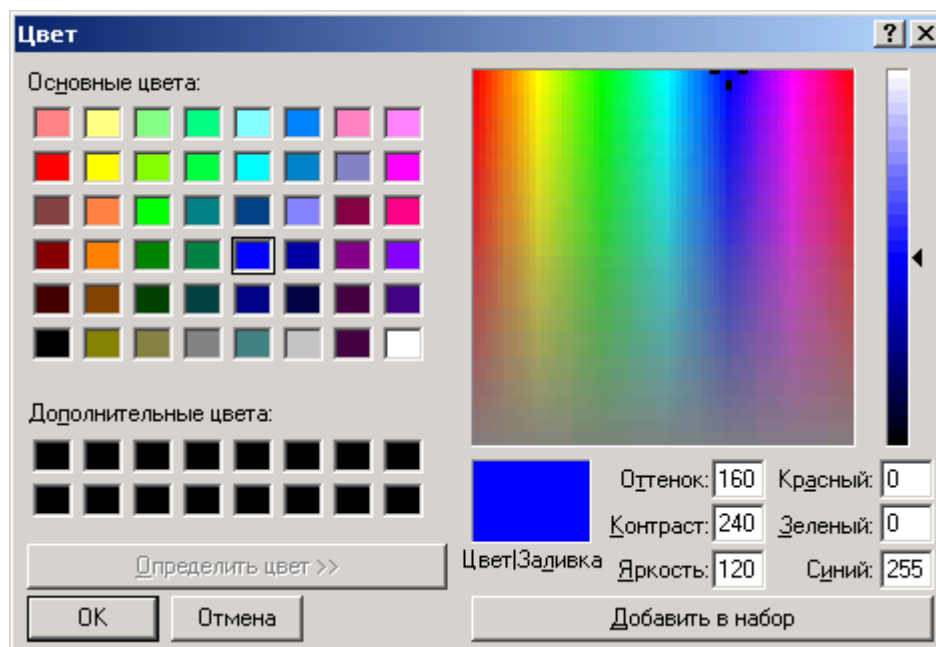 Цвет
Основные цвета:
Дополнительные цвета:
Определить цвет >>
OK
Отмена
Цвет|Заливка
Оттенок: 160
Контраст: 240
Яркость: 120
Красный: 0
Зеленый: 0
Синий: 255
Добавить в набор